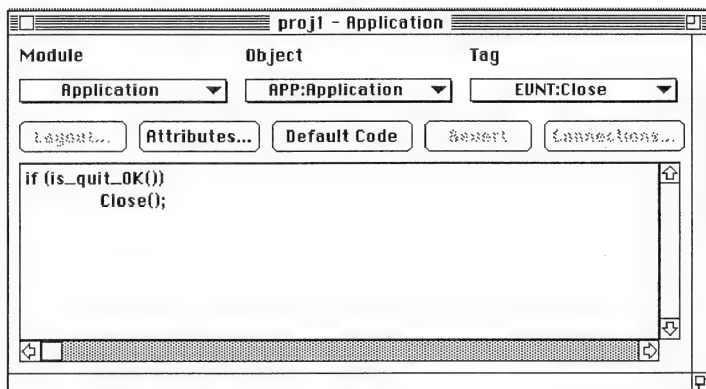 proj1 - Application
Module Object Tag
Application APP:Application EVNT:Close
Layout... Attributes... Default Code Revert Connections...
if (is_quit_OK())
Close();